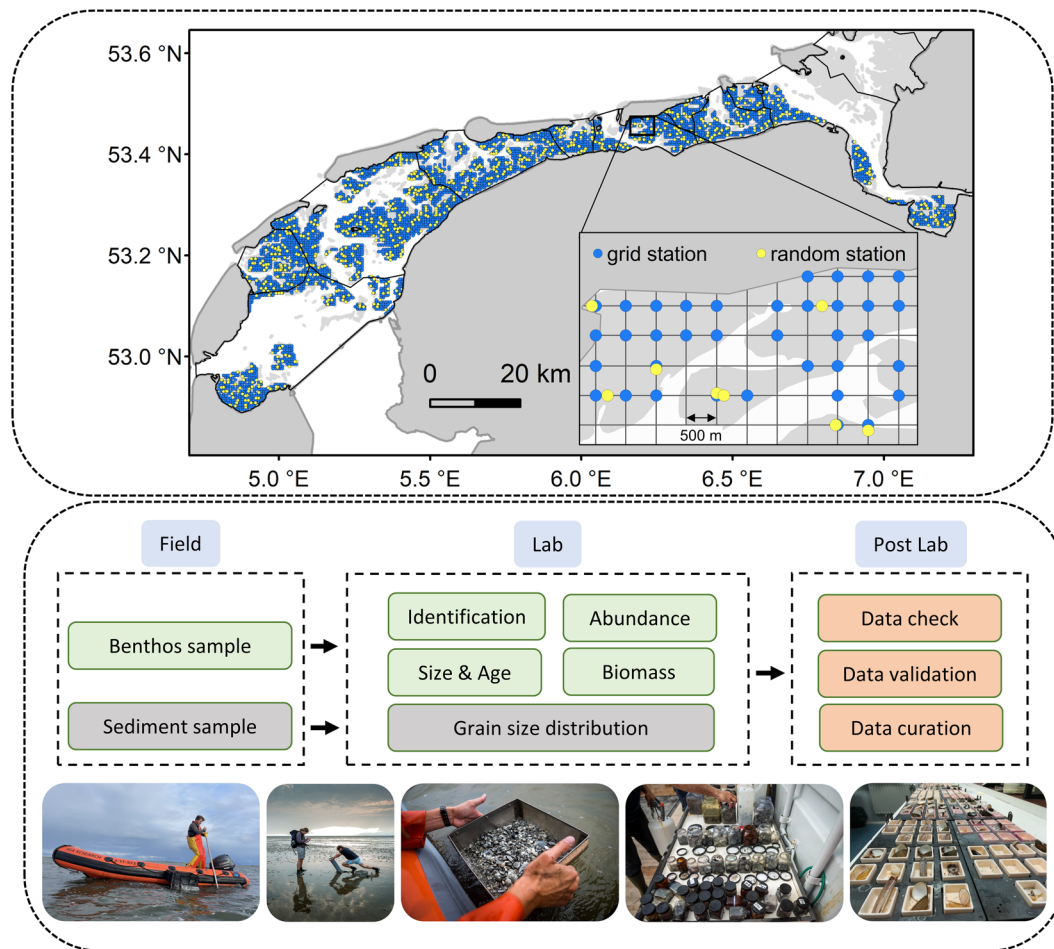 53.6 °N
53.4 °N
53.2 °N
53.0 °N
grid station
random station
500 m
0 20 km
5.0 °E 5.5 °E 6.0 °E 6.5 °E 7.0 °E
Field
Lab
Post Lab
Benthos sample
Sediment sample
Identification
Abundance
Size & Age
Biomass
Grain size distribution
Data check
Data validation
Data curation